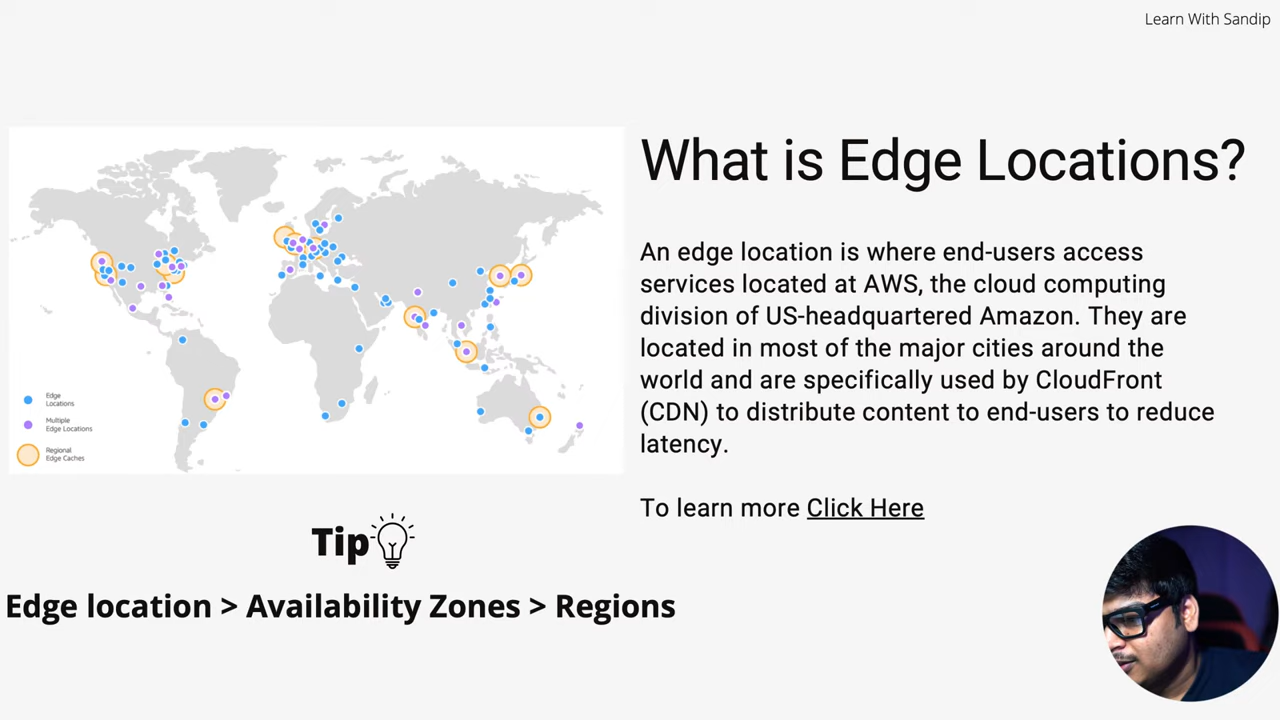 Learn With Sandip
What is Edge Locations?
An edge location is where end-users access
services located at AWS, the cloud computing
division of US-headquartered Amazon. They are
located in most of the major cities around the
world and are specifically used by CloudFront
(CDN) to distribute content to end-users to reduce
latency.
To learn more Click Here
Edge
Locations
Multiple
Edge Locations
Regional
Edge Caches
Tip
Edge location > Availability Zones > Regions